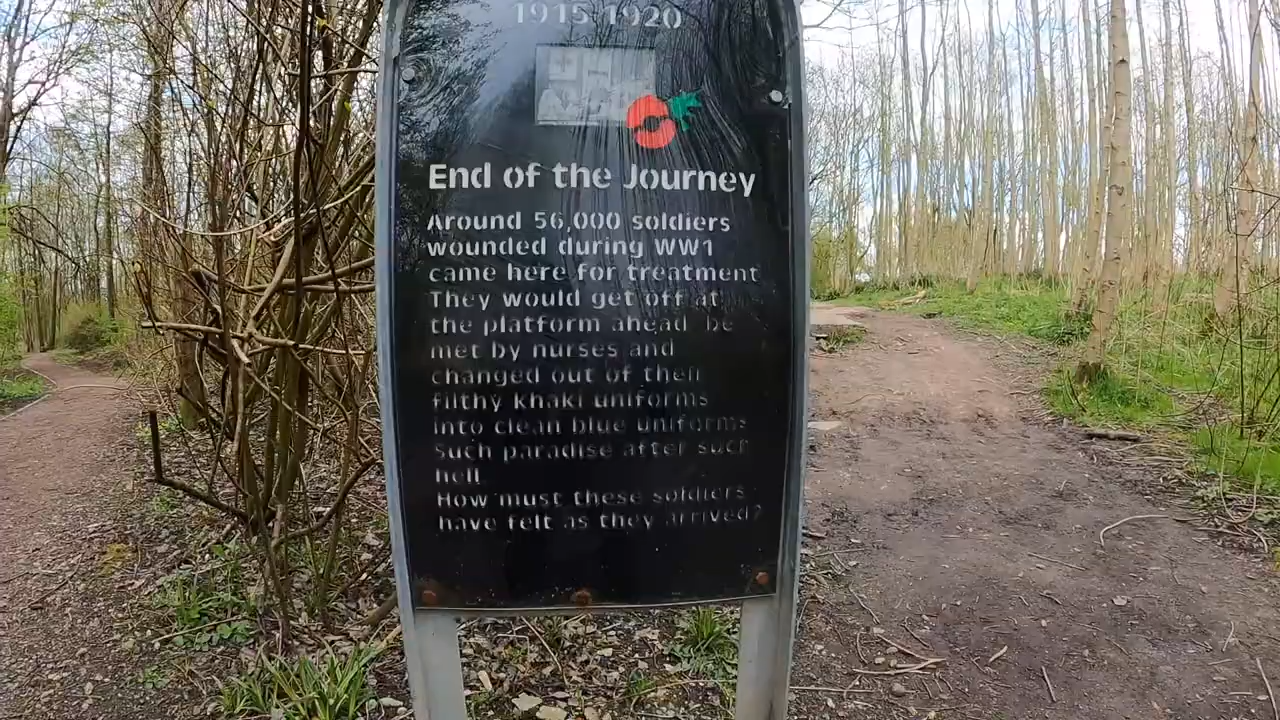 1915-1920
End of the Journey
Around 56,000 soldiers
wounded during WW1
came here for treatment
They would get off at
the platform ahead be
met by nurses and
changed out of their
filthy khaki uniforms
into clean blue uniforms
Such paradise after such
hell
How must these soldiers
have felt as they arrived?